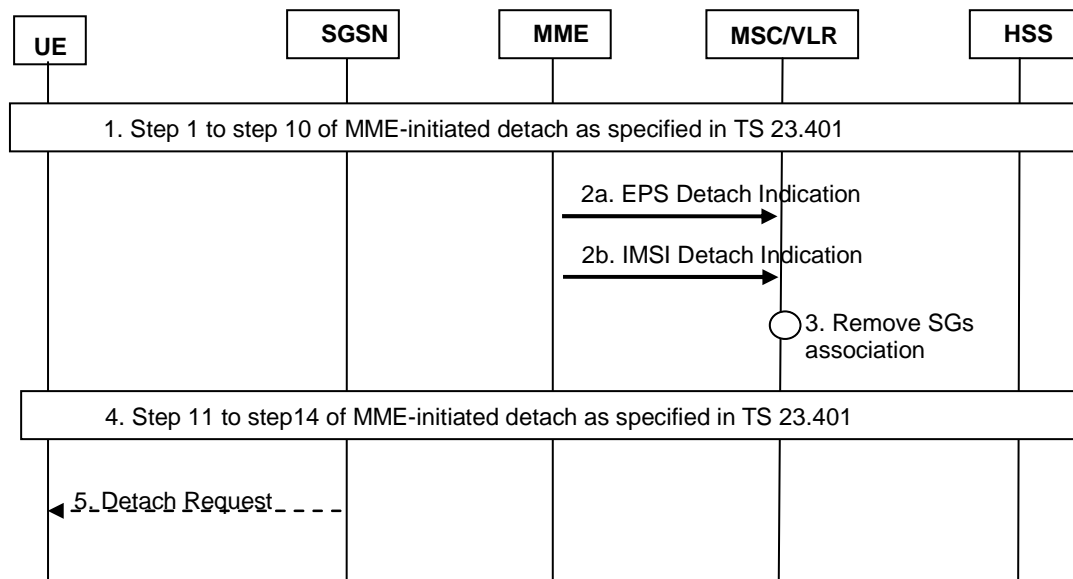 UE
SGSN
MME
MSC/VLR
HSS
1. Step 1 to step 10 of MME-initiated detach as specified in TS 23.401
2a. EPS Detach Indication
2b. IMSI Detach Indication
3. Remove SGs
association
4. Step 11 to step14 of MME-initiated detach as specified in TS 23.401
5. Detach Request